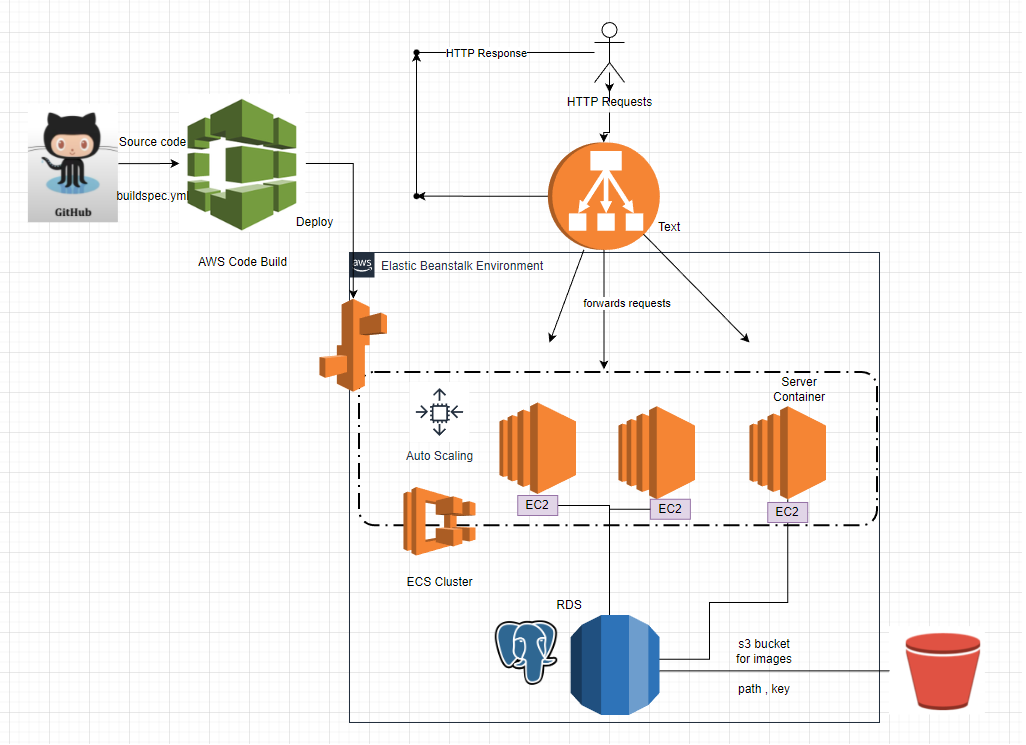 HTTP Response
HTTP Requests
Source code
buildspec.yml
GitHub
Deploy
Text
AWS Code Build
aws
Elastic Beanstalk Environment
forwards requests
Server
Container
Auto Scaling
EC2
EC2
EC2
ECS Cluster
RDS
s3 bucket
for images
path , key